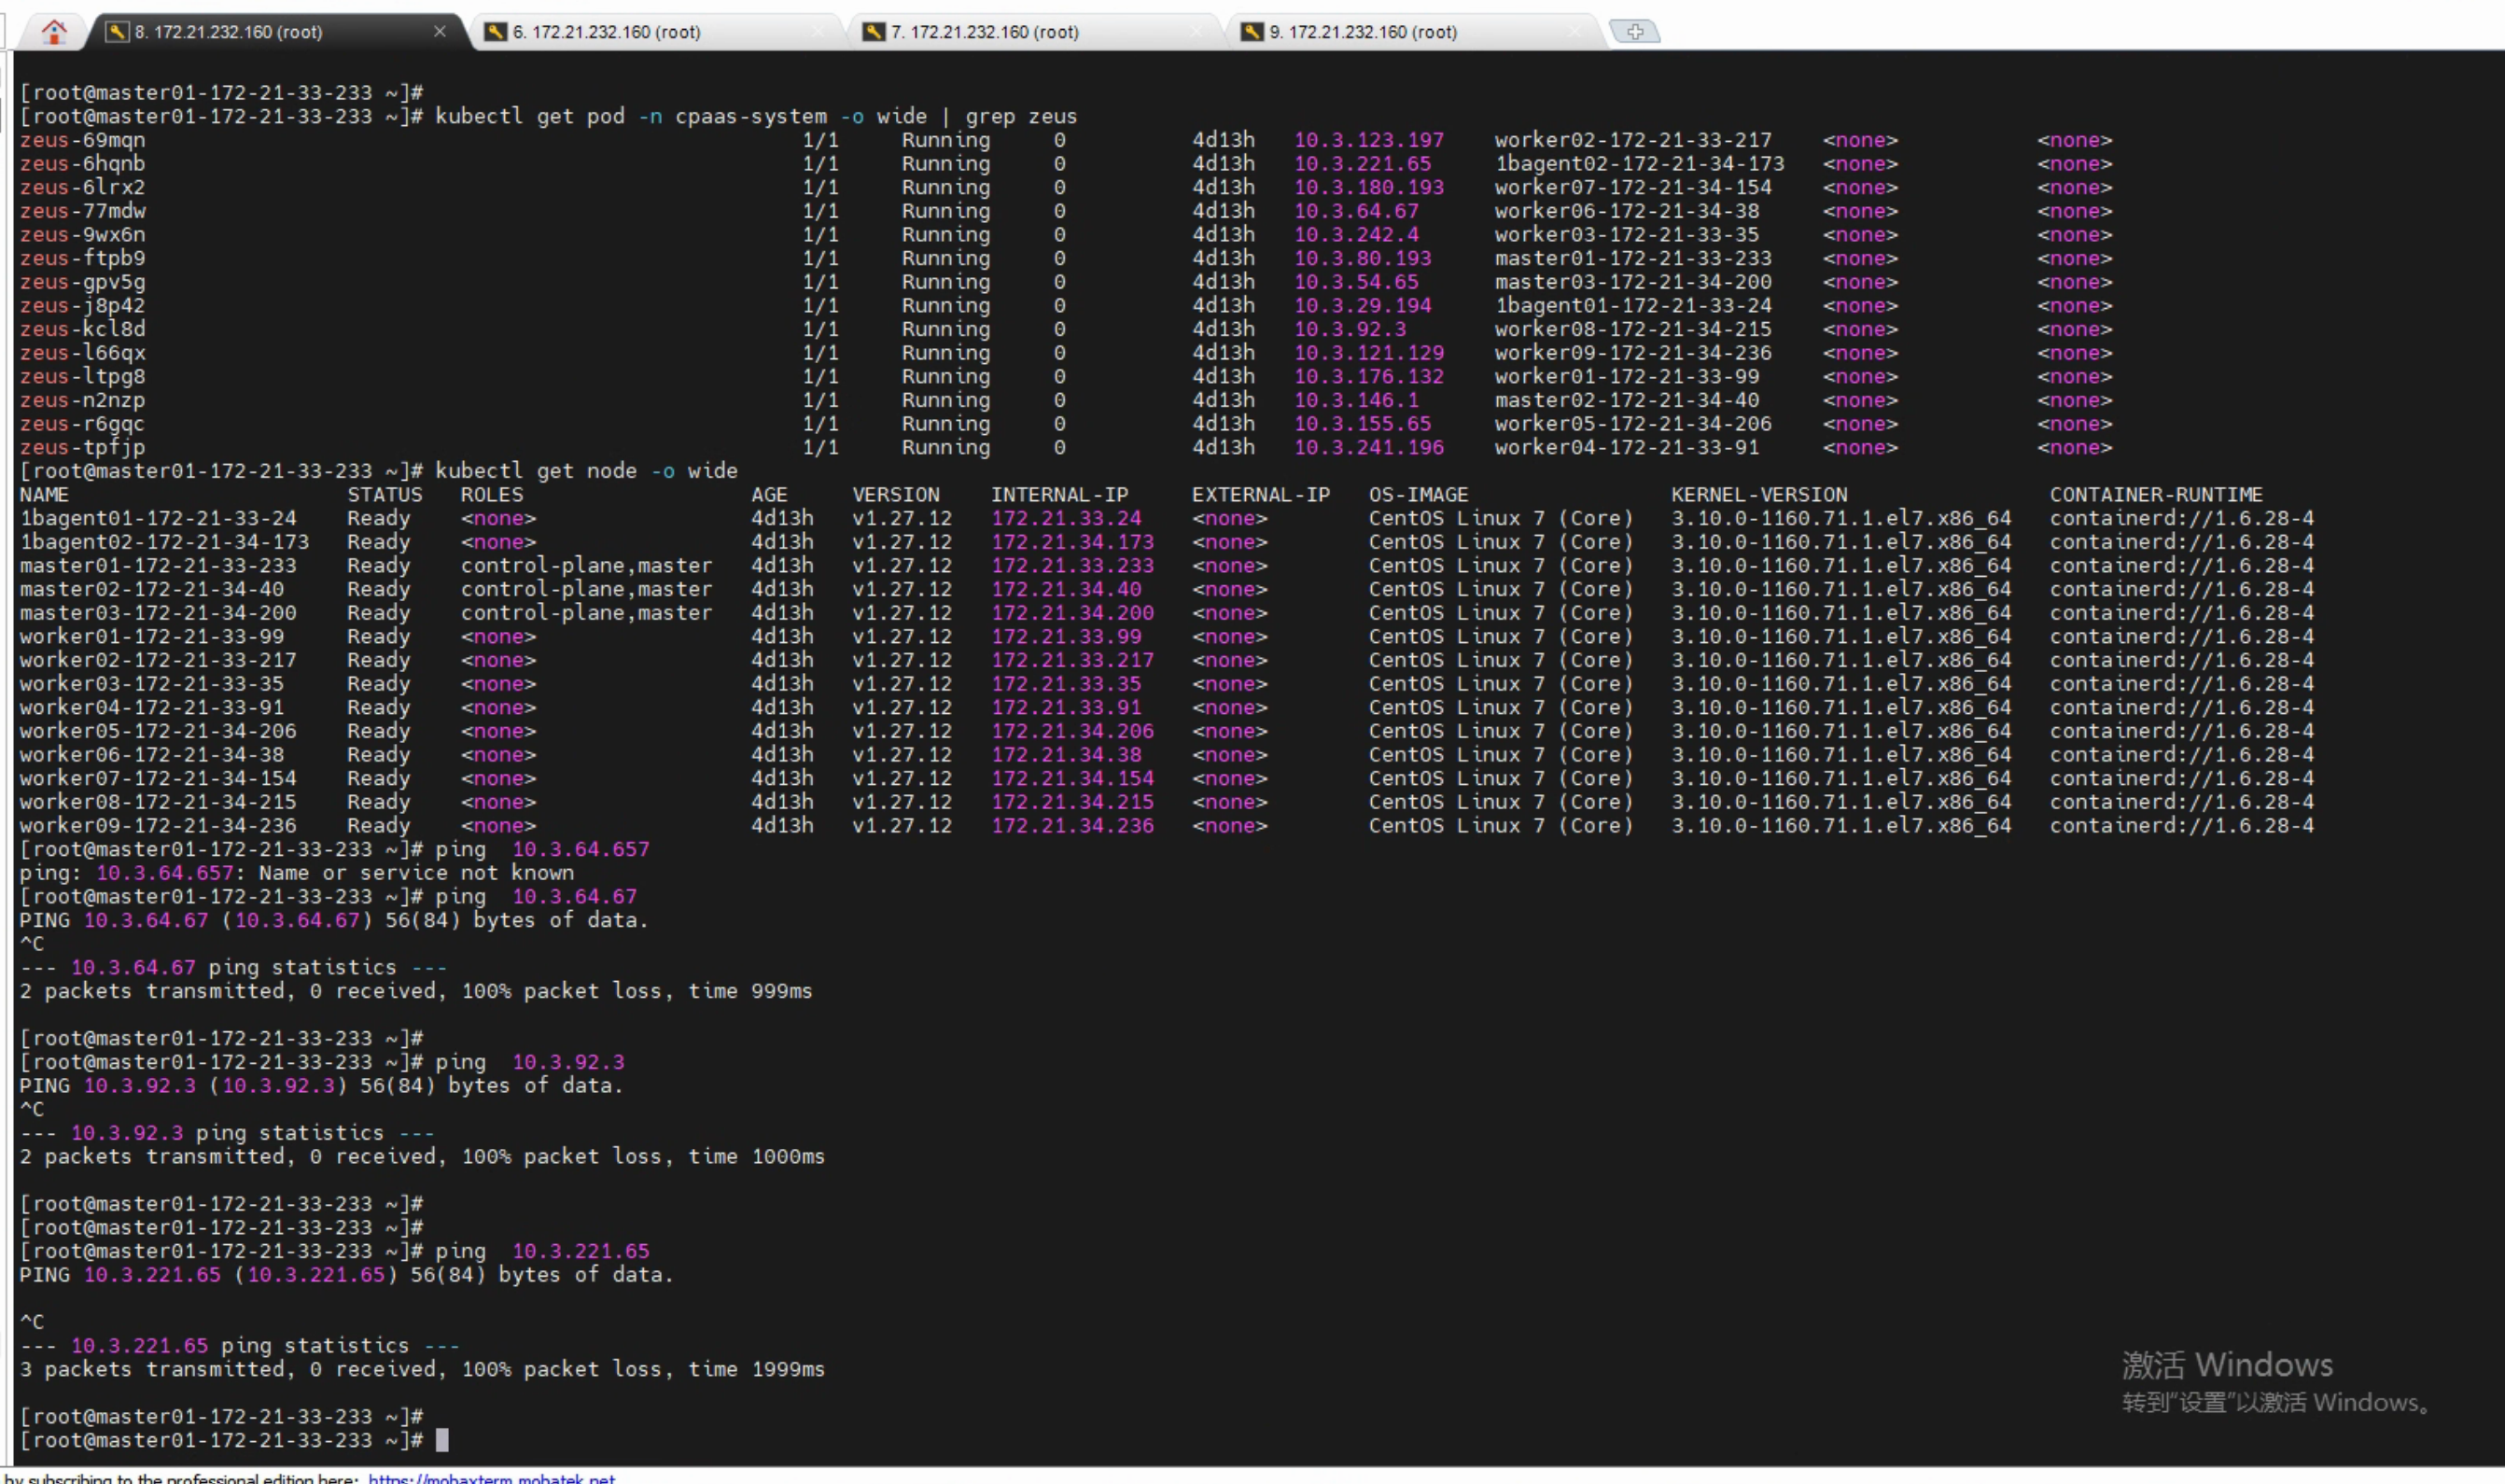 8. 172.21.232.160 (root) 6. 172.21.232.160 (root) 7. 172.21.232.160 (root) 9. 172.21.232.160 (root)
[root@master01-172-21-33-233 ~]#
[root@master01-172-21-33-233 ~]# kubectl get pod -n cpaas-system -o wide | grep zeus
zeus-69mqn 1/1 Running 0 4d13h 10.3.123.197 worker02-172-21-33-217 <none> <none>
zeus-6hqnb 1/1 Running 0 4d13h 10.3.221.65 1bagent02-172-21-34-173 <none> <none>
zeus-6lrx2 1/1 Running 0 4d13h 10.3.180.193 worker07-172-21-34-154 <none> <none>
zeus-77mdw 1/1 Running 0 4d13h 10.3.64.67 worker06-172-21-34-38 <none> <none>
zeus-9wx6n 1/1 Running 0 4d13h 10.3.242.4 worker03-172-21-33-35 <none> <none>
zeus-ftpb9 1/1 Running 0 4d13h 10.3.80.193 master01-172-21-33-233 <none> <none>
zeus-gpv5g 1/1 Running 0 4d13h 10.3.54.65 master03-172-21-34-200 <none> <none>
zeus-j8p42 1/1 Running 0 4d13h 10.3.29.194 1bagent01-172-21-33-24 <none> <none>
zeus-kcl8d 1/1 Running 0 4d13h 10.3.92.3 worker08-172-21-34-215 <none> <none>
zeus-l66qx 1/1 Running 0 4d13h 10.3.121.129 worker09-172-21-34-236 <none> <none>
zeus-ltpg8 1/1 Running 0 4d13h 10.3.176.132 worker01-172-21-33-99 <none> <none>
zeus-n2nzp 1/1 Running 0 4d13h 10.3.146.1 master02-172-21-34-40 <none> <none>
zeus-r6gqc 1/1 Running 0 4d13h 10.3.155.65 worker05-172-21-34-206 <none> <none>
zeus-tpfjp 1/1 Running 0 4d13h 10.3.241.196 worker04-172-21-33-91 <none> <none>
[root@master01-172-21-33-233 ~]# kubectl get node -o wide
NAME STATUS ROLES AGE VERSION INTERNAL-IP EXTERNAL-IP OS-IMAGE KERNEL-VERSION CONTAINER-RUNTIME
1bagent01-172-21-33-24 Ready <none> 4d13h v1.27.12 172.21.33.24 <none> CentOS Linux 7 (Core) 3.10.0-1160.71.1.el7.x86_64 containerd://1.6.28-4
1bagent02-172-21-34-173 Ready <none> 4d13h v1.27.12 172.21.34.173 <none> CentOS Linux 7 (Core) 3.10.0-1160.71.1.el7.x86_64 containerd://1.6.28-4
master01-172-21-33-233 Ready control-plane,master 4d13h v1.27.12 172.21.33.233 <none> CentOS Linux 7 (Core) 3.10.0-1160.71.1.el7.x86_64 containerd://1.6.28-4
master02-172-21-34-40 Ready control-plane,master 4d13h v1.27.12 172.21.34.40 <none> CentOS Linux 7 (Core) 3.10.0-1160.71.1.el7.x86_64 containerd://1.6.28-4
master03-172-21-34-200 Ready control-plane,master 4d13h v1.27.12 172.21.34.200 <none> CentOS Linux 7 (Core) 3.10.0-1160.71.1.el7.x86_64 containerd://1.6.28-4
worker01-172-21-33-99 Ready <none> 4d13h v1.27.12 172.21.33.99 <none> CentOS Linux 7 (Core) 3.10.0-1160.71.1.el7.x86_64 containerd://1.6.28-4
worker02-172-21-33-217 Ready <none> 4d13h v1.27.12 172.21.33.217 <none> CentOS Linux 7 (Core) 3.10.0-1160.71.1.el7.x86_64 containerd://1.6.28-4
worker03-172-21-33-35 Ready <none> 4d13h v1.27.12 172.21.33.35 <none> CentOS Linux 7 (Core) 3.10.0-1160.71.1.el7.x86_64 containerd://1.6.28-4
worker04-172-21-33-91 Ready <none> 4d13h v1.27.12 172.21.33.91 <none> CentOS Linux 7 (Core) 3.10.0-1160.71.1.el7.x86_64 containerd://1.6.28-4
worker05-172-21-34-206 Ready <none> 4d13h v1.27.12 172.21.34.206 <none> CentOS Linux 7 (Core) 3.10.0-1160.71.1.el7.x86_64 containerd://1.6.28-4
worker06-172-21-34-38 Ready <none> 4d13h v1.27.12 172.21.34.38 <none> CentOS Linux 7 (Core) 3.10.0-1160.71.1.el7.x86_64 containerd://1.6.28-4
worker07-172-21-34-154 Ready <none> 4d13h v1.27.12 172.21.34.154 <none> CentOS Linux 7 (Core) 3.10.0-1160.71.1.el7.x86_64 containerd://1.6.28-4
worker08-172-21-34-215 Ready <none> 4d13h v1.27.12 172.21.34.215 <none> CentOS Linux 7 (Core) 3.10.0-1160.71.1.el7.x86_64 containerd://1.6.28-4
worker09-172-21-34-236 Ready <none> 4d13h v1.27.12 172.21.34.236 <none> CentOS Linux 7 (Core) 3.10.0-1160.71.1.el7.x86_64 containerd://1.6.28-4
[root@master01-172-21-33-233 ~]# ping 10.3.64.657
ping: 10.3.64.657: Name or service not known
[root@master01-172-21-33-233 ~]# ping 10.3.64.67
PING 10.3.64.67 (10.3.64.67) 56(84) bytes of data.
^C
--- 10.3.64.67 ping statistics ---
2 packets transmitted, 0 received, 100% packet loss, time 999ms
[root@master01-172-21-33-233 ~]#
[root@master01-172-21-33-233 ~]# ping 10.3.92.3
PING 10.3.92.3 (10.3.92.3) 56(84) bytes of data.
^C
--- 10.3.92.3 ping statistics ---
2 packets transmitted, 0 received, 100% packet loss, time 1000ms
[root@master01-172-21-33-233 ~]#
[root@master01-172-21-33-233 ~]#
[root@master01-172-21-33-233 ~]# ping 10.3.221.65
PING 10.3.221.65 (10.3.221.65) 56(84) bytes of data.
^C
--- 10.3.221.65 ping statistics ---
3 packets transmitted, 0 received, 100% packet loss, time 1999ms
[root@master01-172-21-33-233 ~]#
[root@master01-172-21-33-233 ~]#
激活 Windows
转到"设置"以激活 Windows。
by subscribing to the professional edition here: https://mobaxterm.mobatek.net